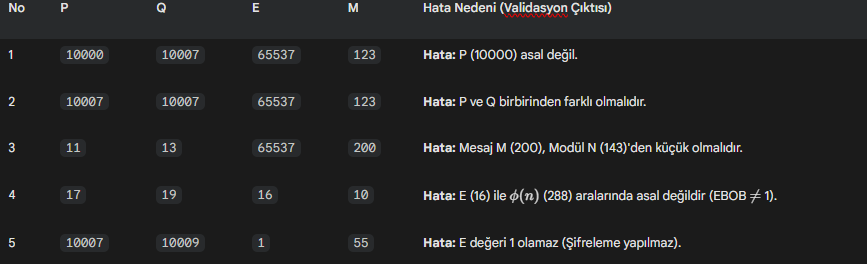 No P Q E M Hata Nedeni (Validasyon Çıktısı)
1 10000 10007 65537 123 Hata: P (10000) asal değil.
2 10007 10007 65537 123 Hata: P ve Q birbirinden farklı olmalıdır.
3 11 13 65537 200 Hata: Mesaj M (200), Modül N (143)'den küçük olmalıdır.
4 17 19 16 10 Hata: E (16) ile ϕ(n) (288) aralarında asal değildir (EBOB ≠ 1).
5 10007 10009 1 55 Hata: E değeri 1 olamaz (Şifreleme yapılmaz).